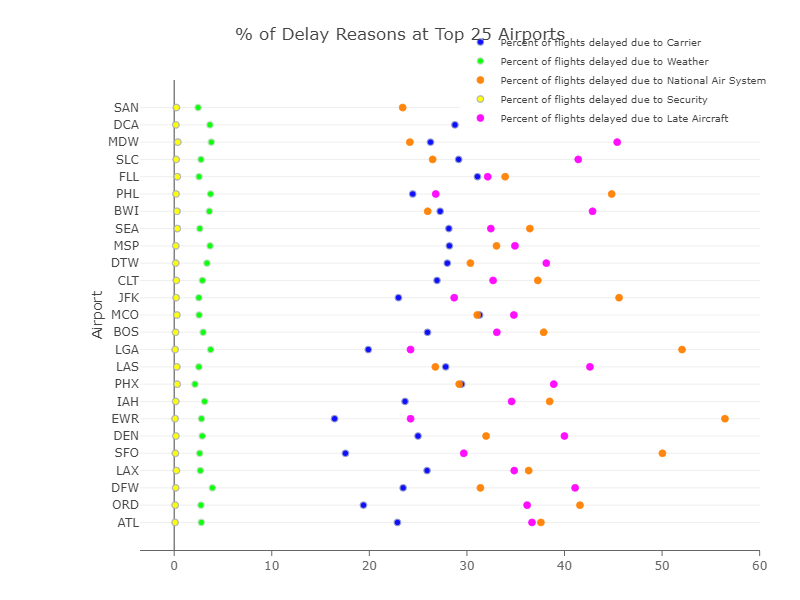 % of Delay Reasons at Top 25 Airports
Percent of flights delayed due to Carrier
Percent of flights delayed due to Weather
Percent of flights delayed due to National Air System
Percent of flights delayed due to Security
Percent of flights delayed due to Late Aircraft
Airport
SAN
DCA
MDW
SLC
FLL
PHL
BWI
SEA
MSP
DTW
CLT
JFK
MCO
BOS
LGA
LAS
PHX
IAH
EWR
DEN
SFO
LAX
DFW
ORD
ATL
0 10 20 30 40 50 60